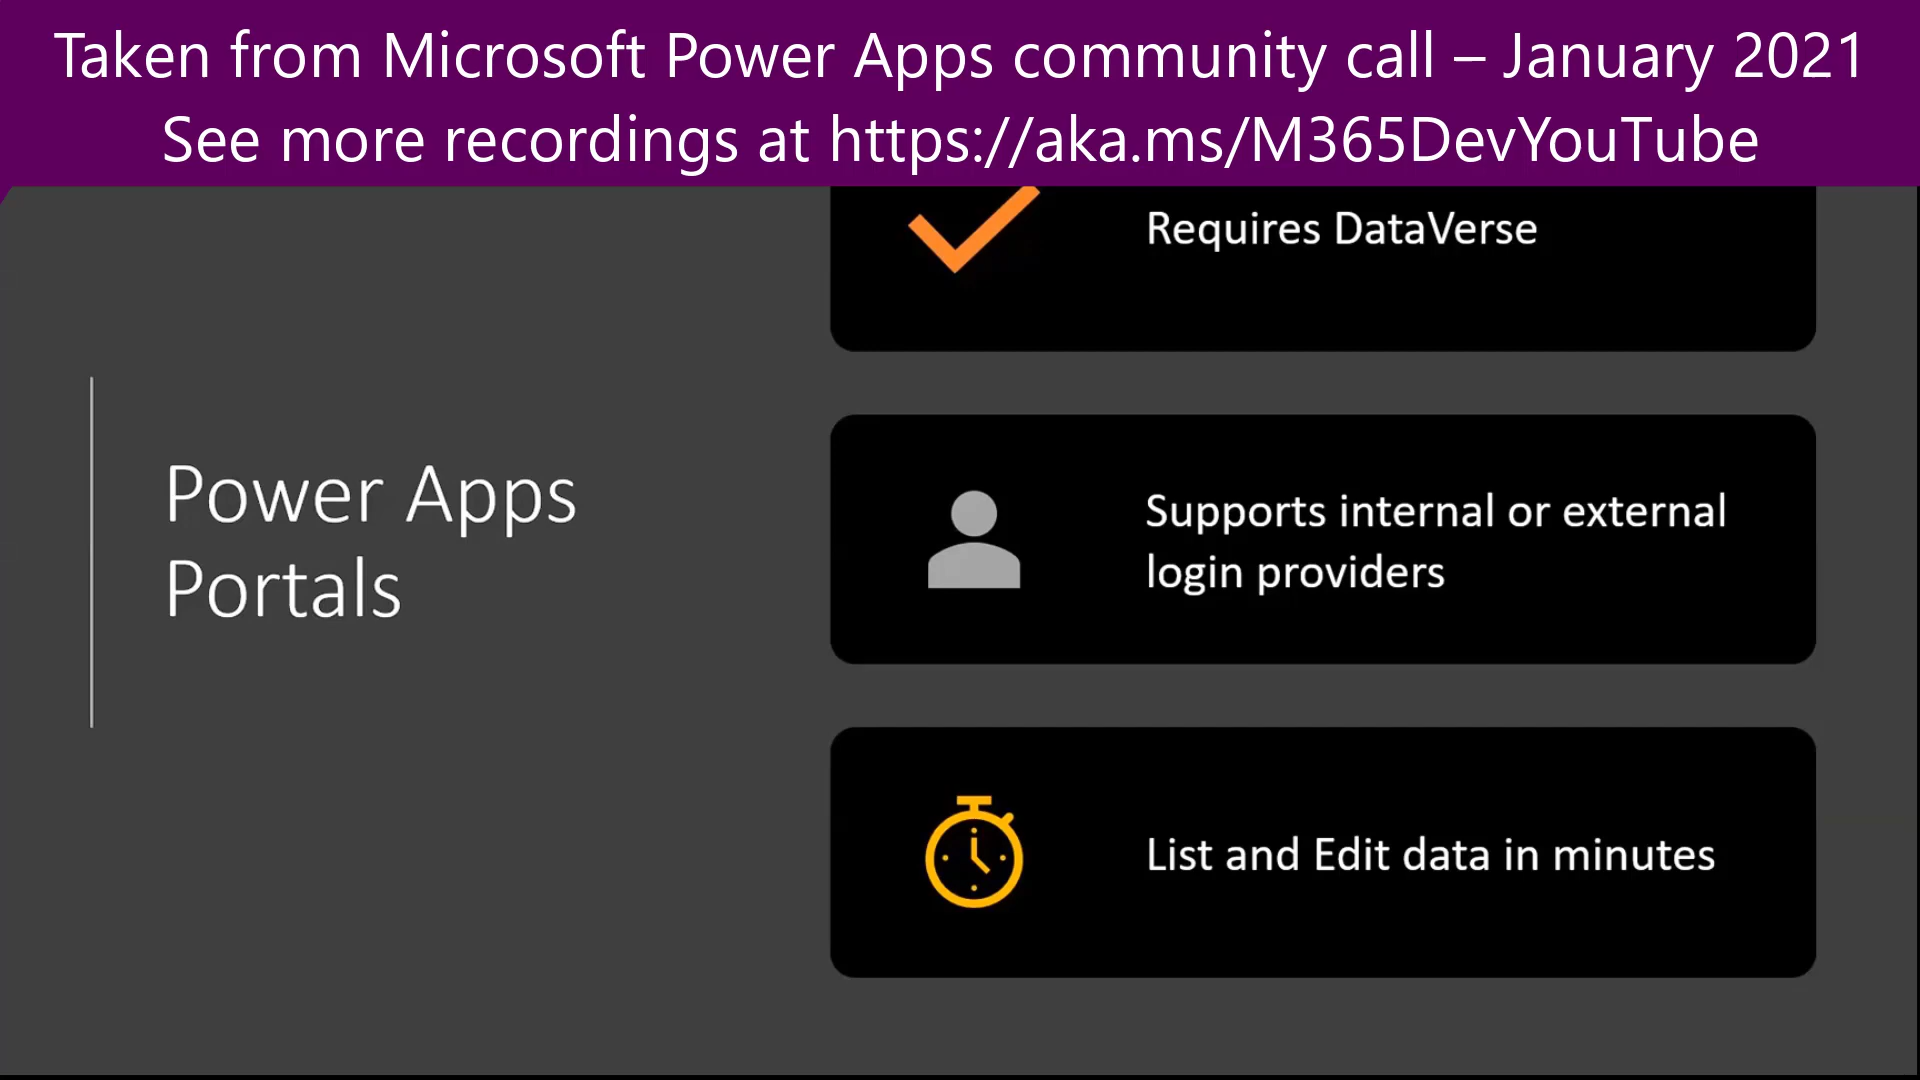 Taken from Microsoft Power Apps community call – January 2021
See more recordings at https://aka.ms/M365DevYouTube
Requires DataVerse
Power Apps
Portals
Supports internal or external
login providers
List and Edit data in minutes